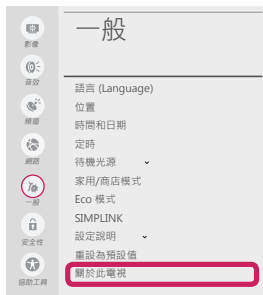 一般
影像
音效
頻道
網路
一般
安全性
協助工具
語言 (Language)
位置
時間和日期
定時
待機光源
家用/商店模式
Eco 模式
SIMPLINK
設定說明
重設為預設值
關於此電視